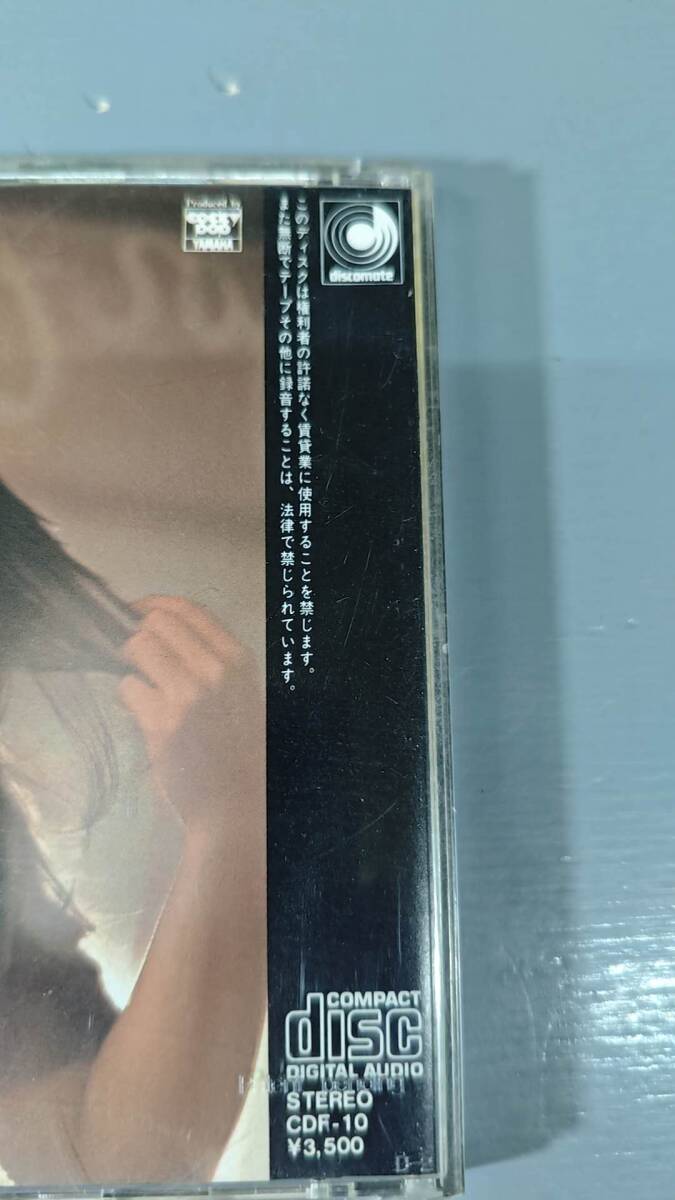 Produced by
cocky
pop
YAMAHA
discomate
このディスクは権利者の許諾なく賃貸業に使用することを禁じます。
また無断でテープその他に録音することは、法律で禁じられています。
COMPACT
disc
DIGITAL AUDIO
STEREO
CDF-10
¥3,500